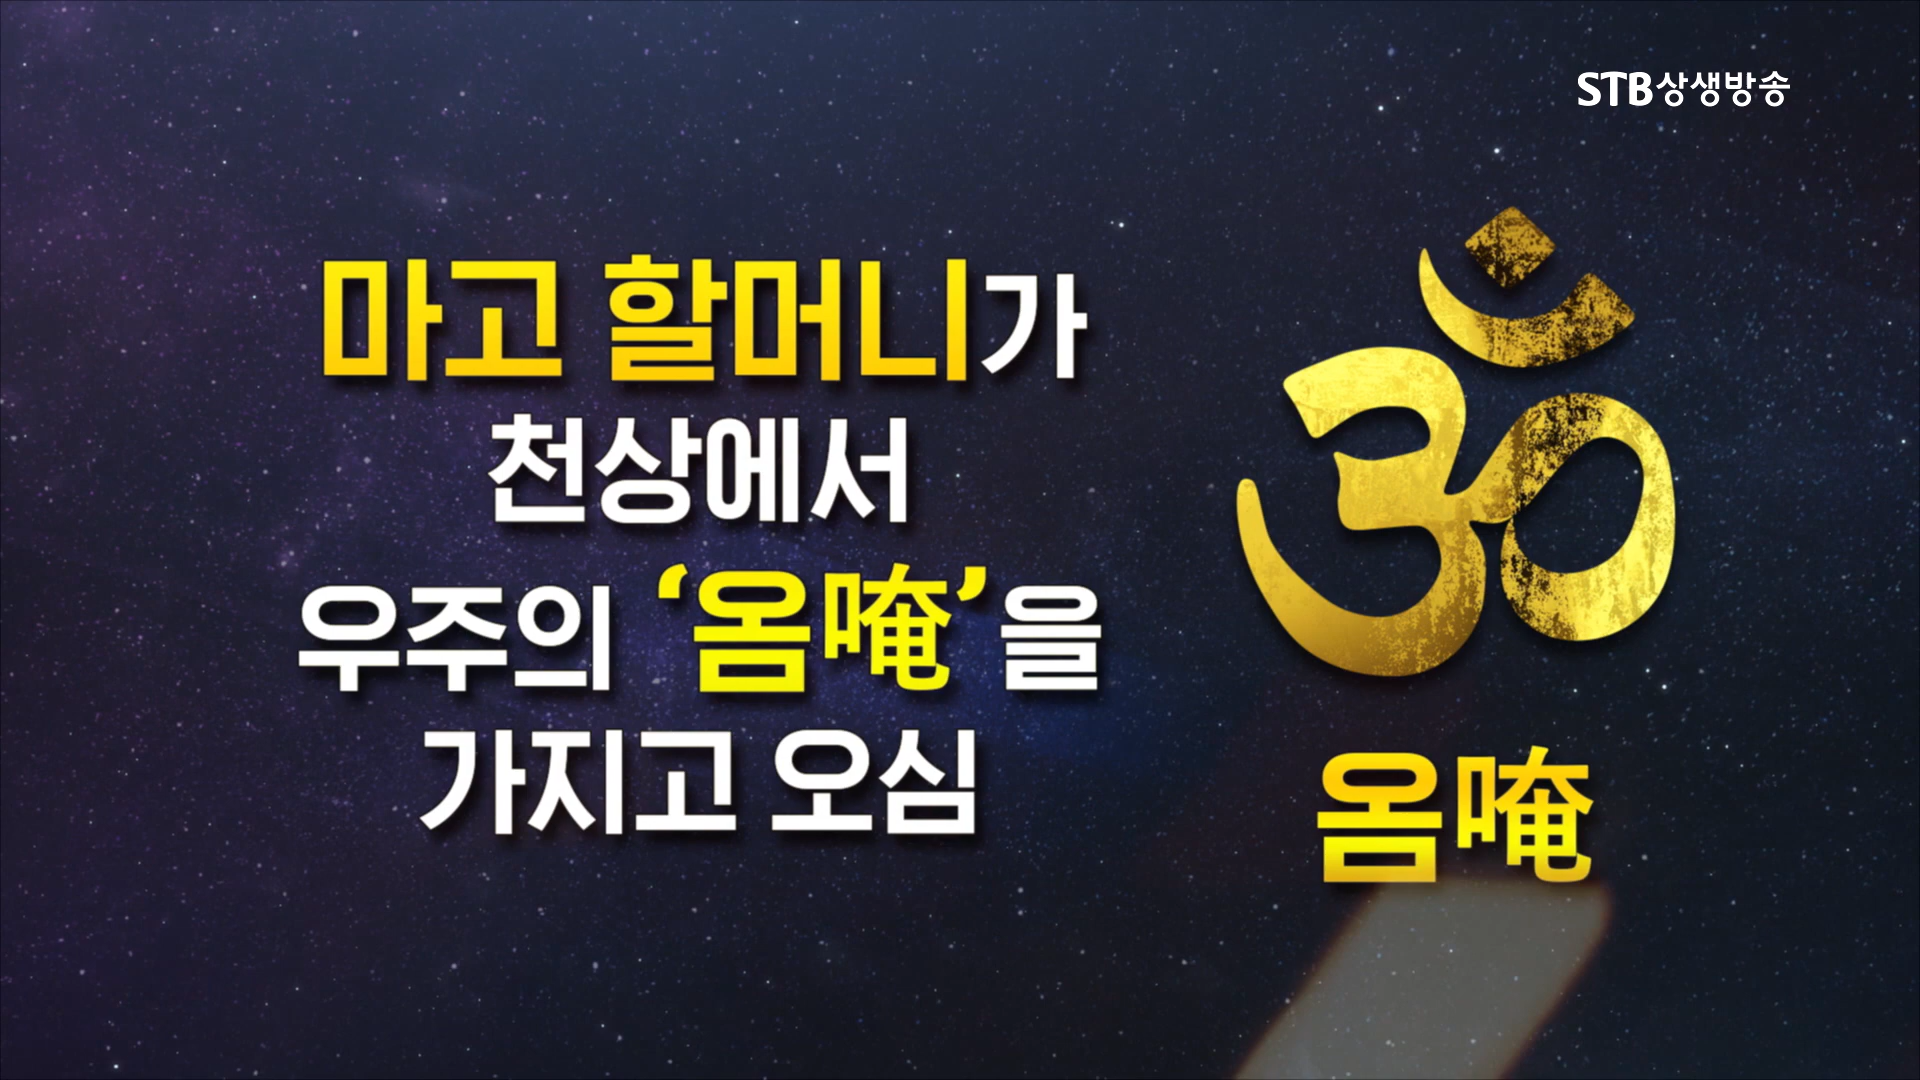 STB상생방송
마고 할머니가
천상에서
우주의 ‘옴唵’을
가지고 오심
옴唵